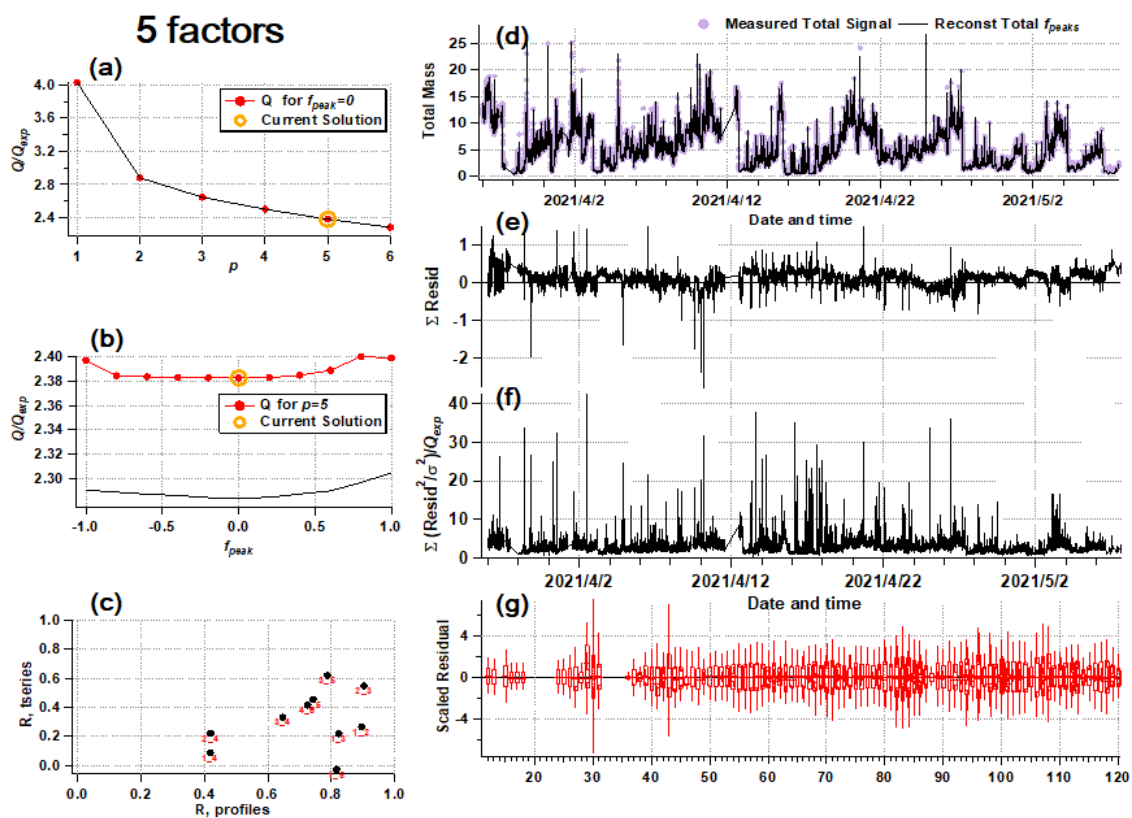 5 factors
(a)
4.0
3.6
3.2
2.8
2.4
Q/Qexp
Q for fpeak=0
Current Solution
1
2
3
4
5
6
p
(b)
2.40
2.38
2.36
2.34
2.32
2.30
Q/Qexp
Q for p=5
Current Solution
-1.0
-0.5
0.0
0.5
1.0
fpeak
(c)
1.0
0.8
0.6
0.4
0.2
0.0
R, tseries
2_3
3_4
1_2
1_3
2_4
1_4
0.0
0.2
0.4
0.6
0.8
1.0
R, profiles
Measured Total Signal
Reconst Total fpeaks
(d)
25
20
15
10
5
0
Total Mass
2021/4/2
2021/4/12
2021/4/22
2021/5/2
Date and time
(e)
1
0
-1
-2
Σ Resid
(f)
40
30
20
10
0
Σ (Resid²/σ²)/Qexp
2021/4/2
2021/4/12
2021/4/22
2021/5/2
Date and time
(g)
4
0
-4
Scaled Residual
20
30
40
50
60
70
80
90
100
110
120